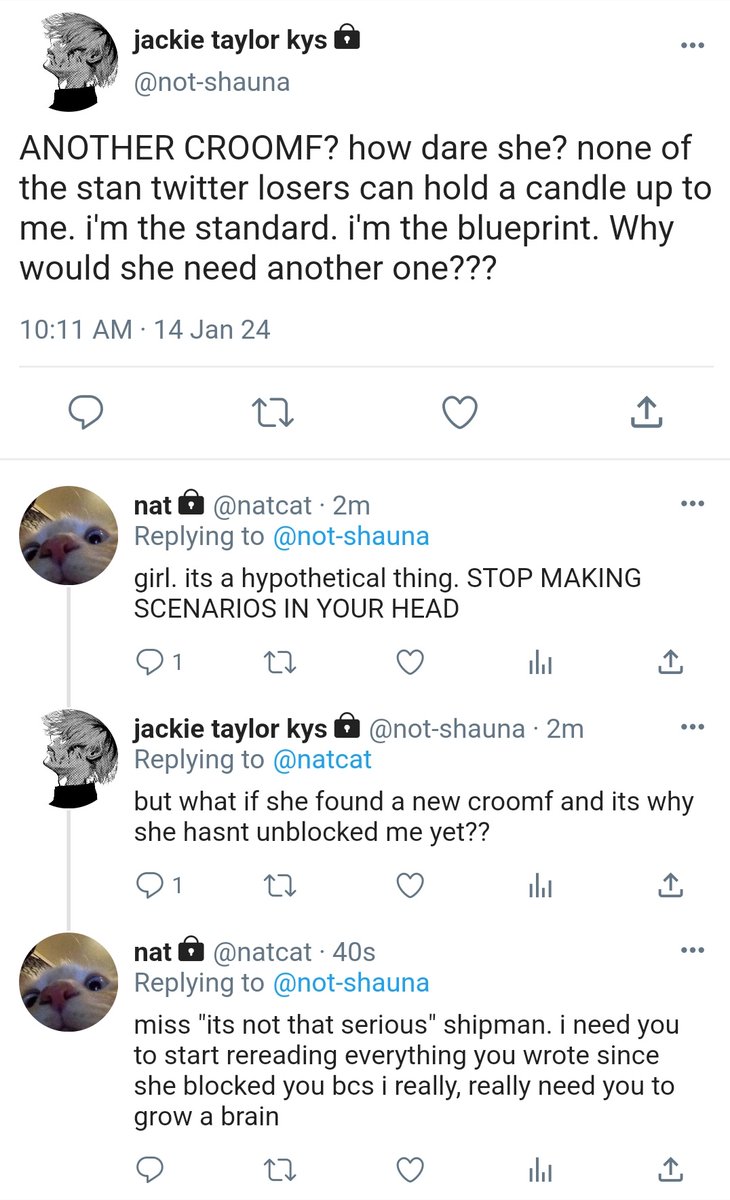 jackie taylor kys
@not-shauna
ANOTHER CROOMF? how dare she? none of
the stan twitter losers can hold a candle up to
me. i'm the standard. i'm the blueprint. Why
would she need another one???
10:11 AM · 14 Jan 24
nat @natcat · 2m
Replying to @not-shauna
girl. its a hypothetical thing. STOP MAKING
SCENARIOS IN YOUR HEAD
1
jackie taylor kys @not-shauna · 2m
Replying to @natcat
but what if she found a new croomf and its why
she hasnt unblocked me yet??
1
nat @natcat · 40s
Replying to @not-shauna
miss "its not that serious" shipman. i need you
to start rereading everything you wrote since
she blocked you bcs i really, really need you to
grow a brain